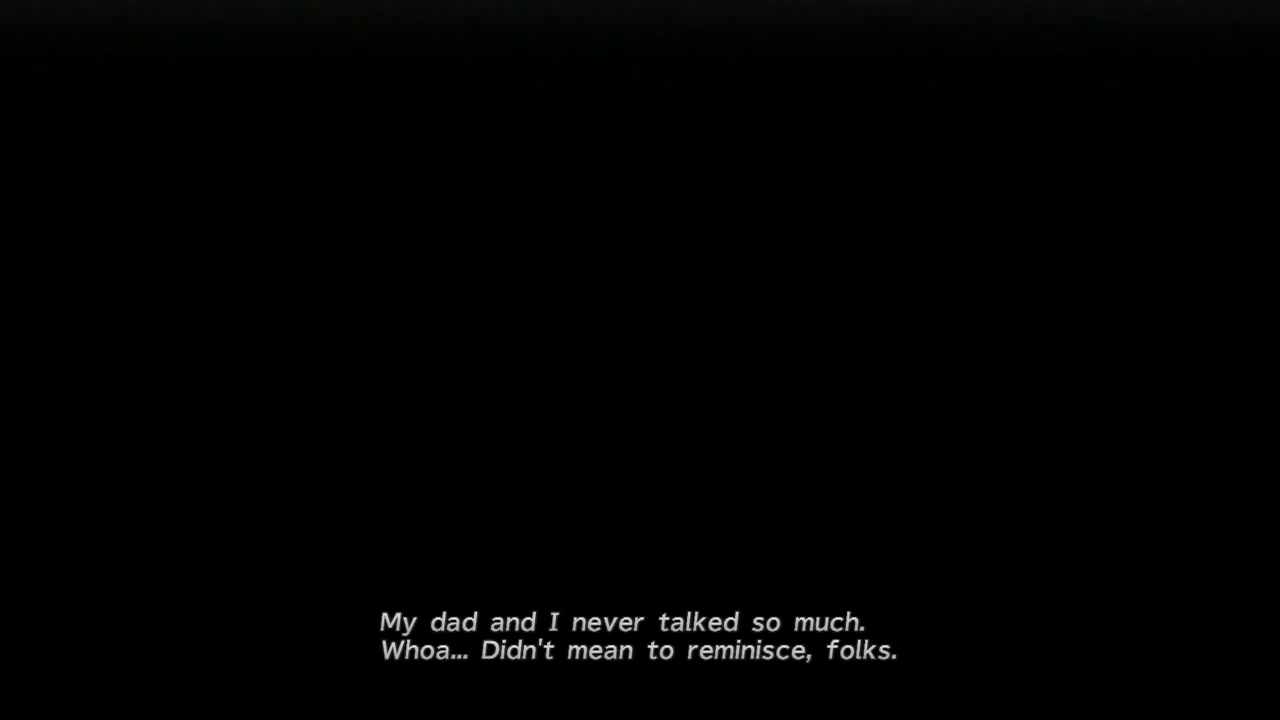 My dad and I never talked so much.
Whoa... Didn't mean to reminisce, folks.